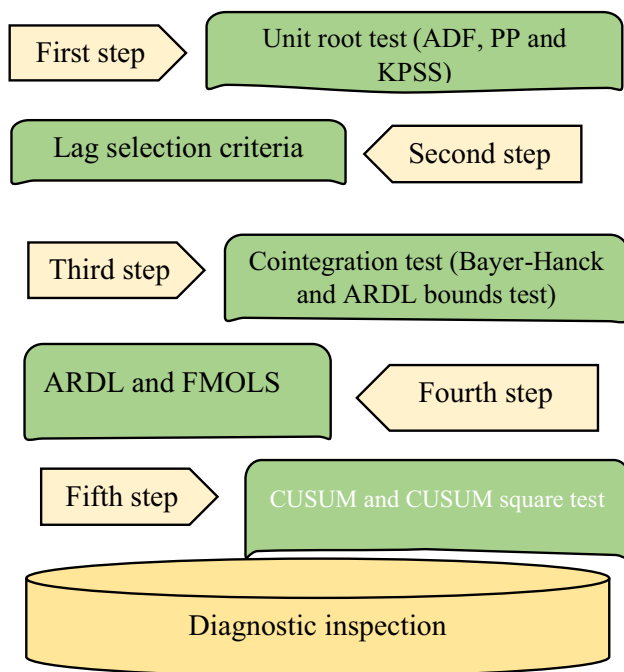 First step
Unit root test (ADF, PP and
KPSS)
Lag selection criteria
Second step
Third step
Cointegration test (Bayer-Hanck
and ARDL bounds test)
ARDL and FMOLS
Fourth step
Fifth step
CUSUM and CUSUM square test
Diagnostic inspection